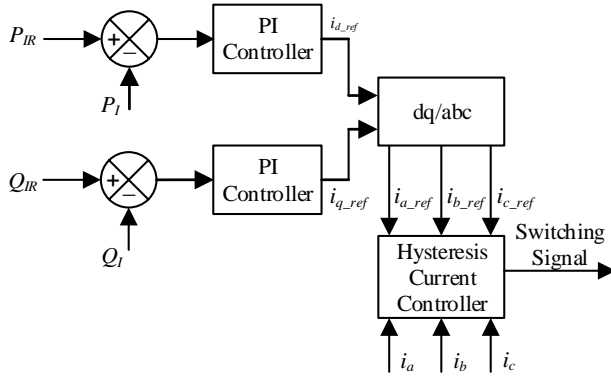 P_IR
+
−
P_I
PI
Controller
i_d_ref
dq/abc
Q_IR
+
−
Q_I
PI
Controller
i_q_ref
i_a_ref
i_b_ref
i_c_ref
Hysteresis
Current
Controller
Switching
Signal
i_a
i_b
i_c